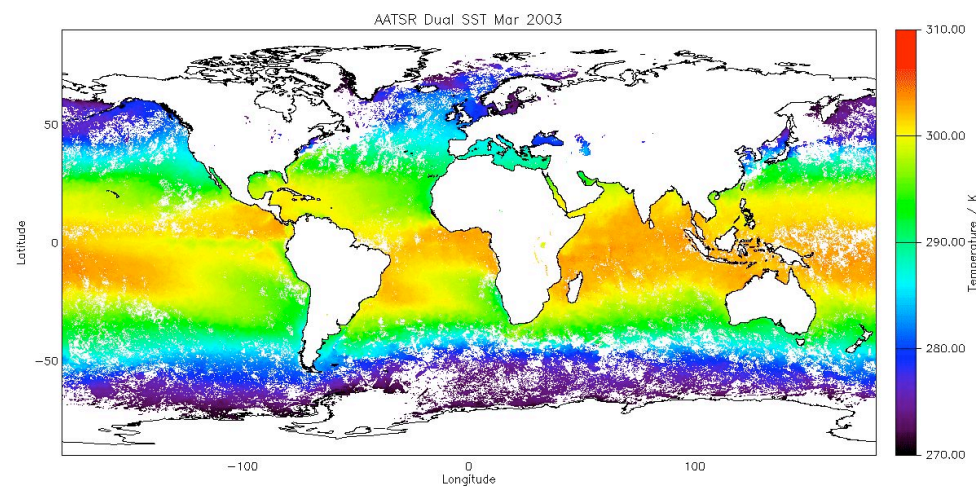 AATSR Dual SST Mar 2003
310.00
300.00
290.00
280.00
270.00
Temperature / K
50
0
-50
Latitude
-100
0
100
Longitude